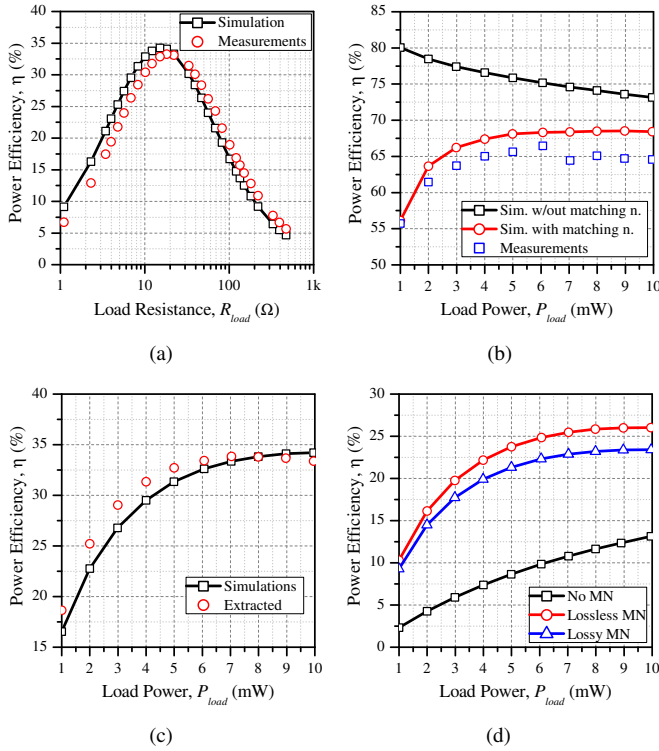 40
35
30
25
20
15
10
5
0
Power Efficiency, η (%)
Simulation
Measurements
1
10
100
1k
Load Resistance, R_load (Ω)
(a)
80
75
70
65
60
55
50
Power Efficiency, η (%)
Sim. w/out matching n.
Sim. with matching n.
Measurements
1 2 3 4 5 6 7 8 9 10
Load Power, P_load (mW)
(b)
40
35
30
25
20
15
Power Efficiency, η (%)
Simulations
Extracted
1 2 3 4 5 6 7 8 9 10
Load Power, P_load (mW)
(c)
30
25
20
15
10
5
0
Power Efficiency, η (%)
No MN
Lossless MN
Lossy MN
1 2 3 4 5 6 7 8 9 10
Load Power, P_load (mW)
(d)